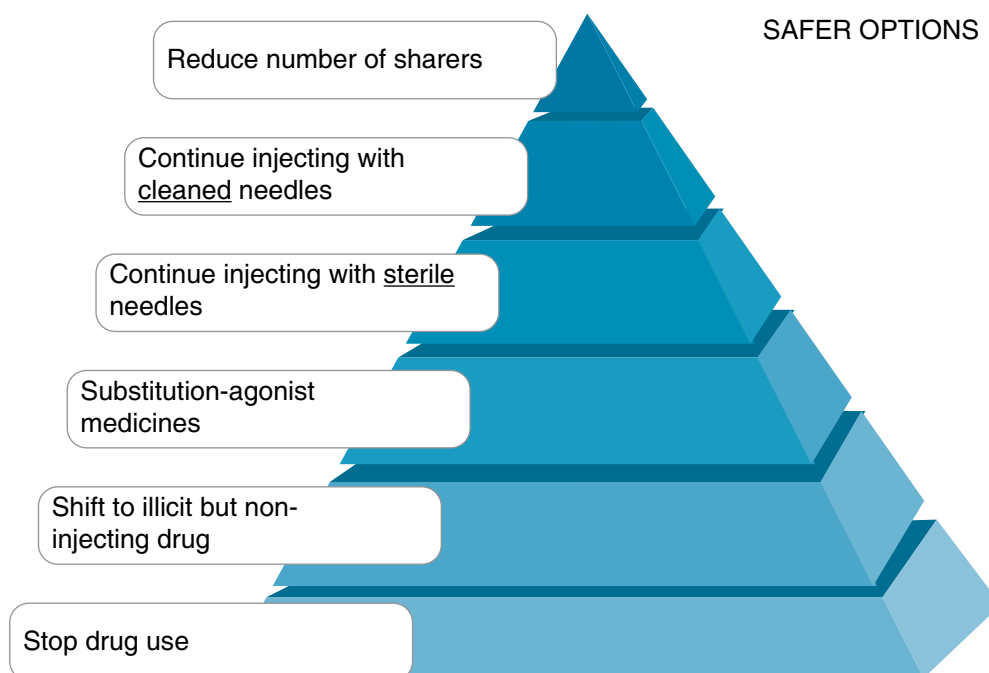 SAFER OPTIONS
Reduce number of sharers
Continue injecting with
cleaned needles
Continue injecting with sterile
needles
Substitution-agonist
medicines
Shift to illicit but non-
injecting drug
Stop drug use